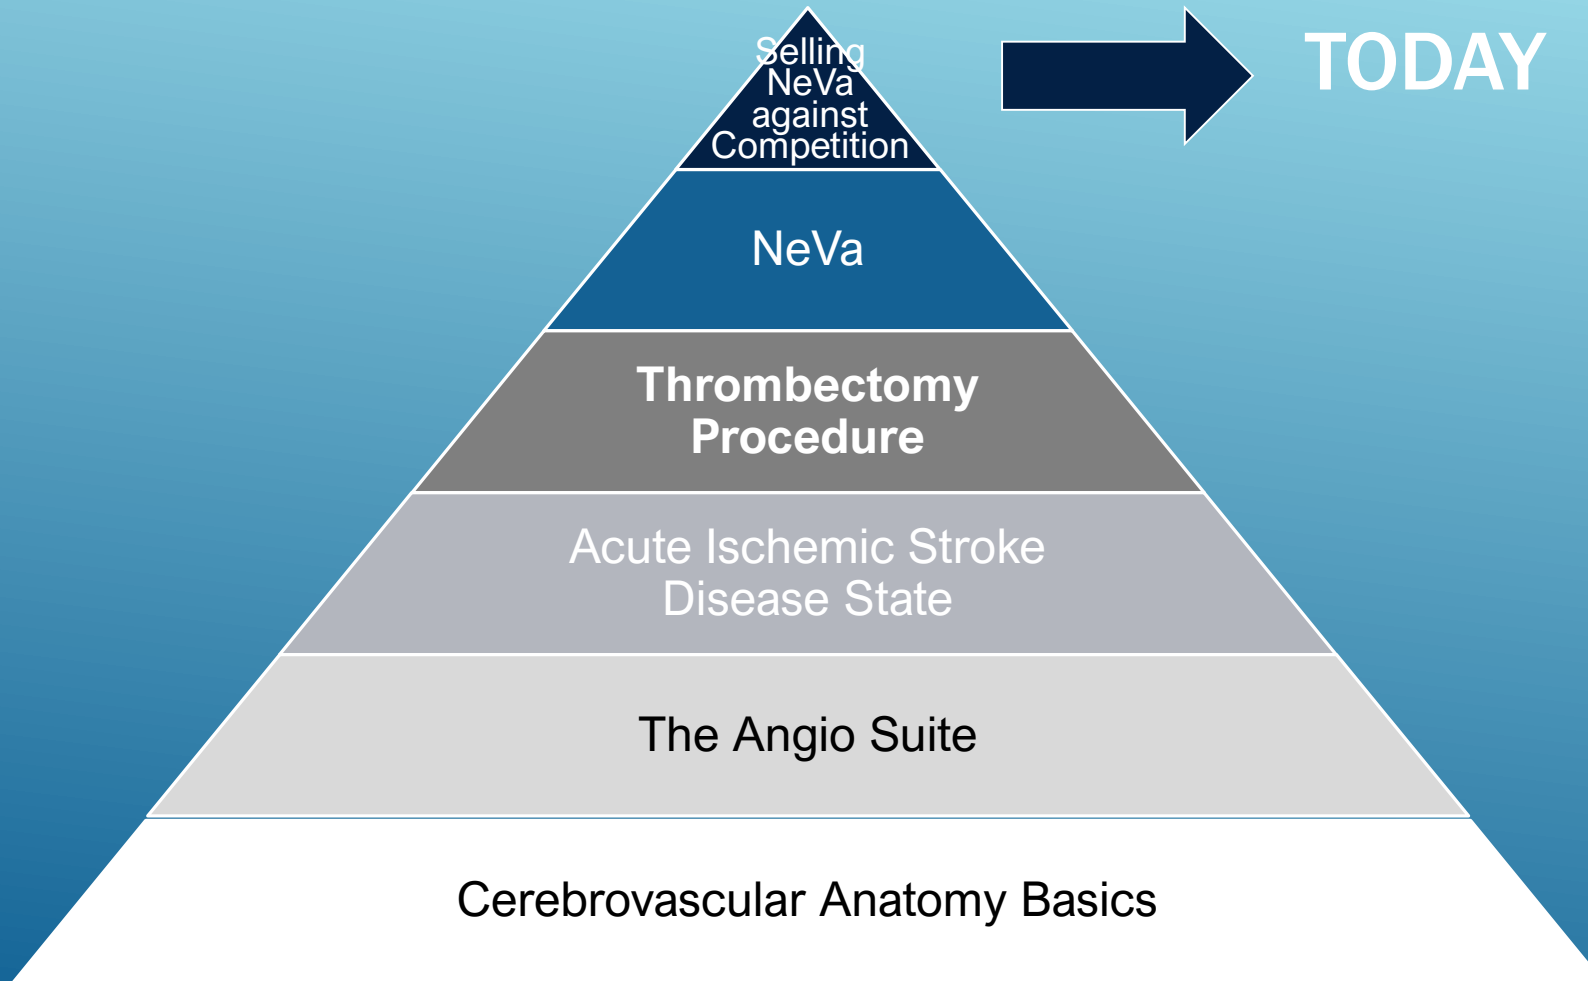 Selling
NeVa
against
Competition
TODAY
NeVa
Thrombectomy
Procedure
Acute Ischemic Stroke
Disease State
The Angio Suite
Cerebrovascular Anatomy Basics